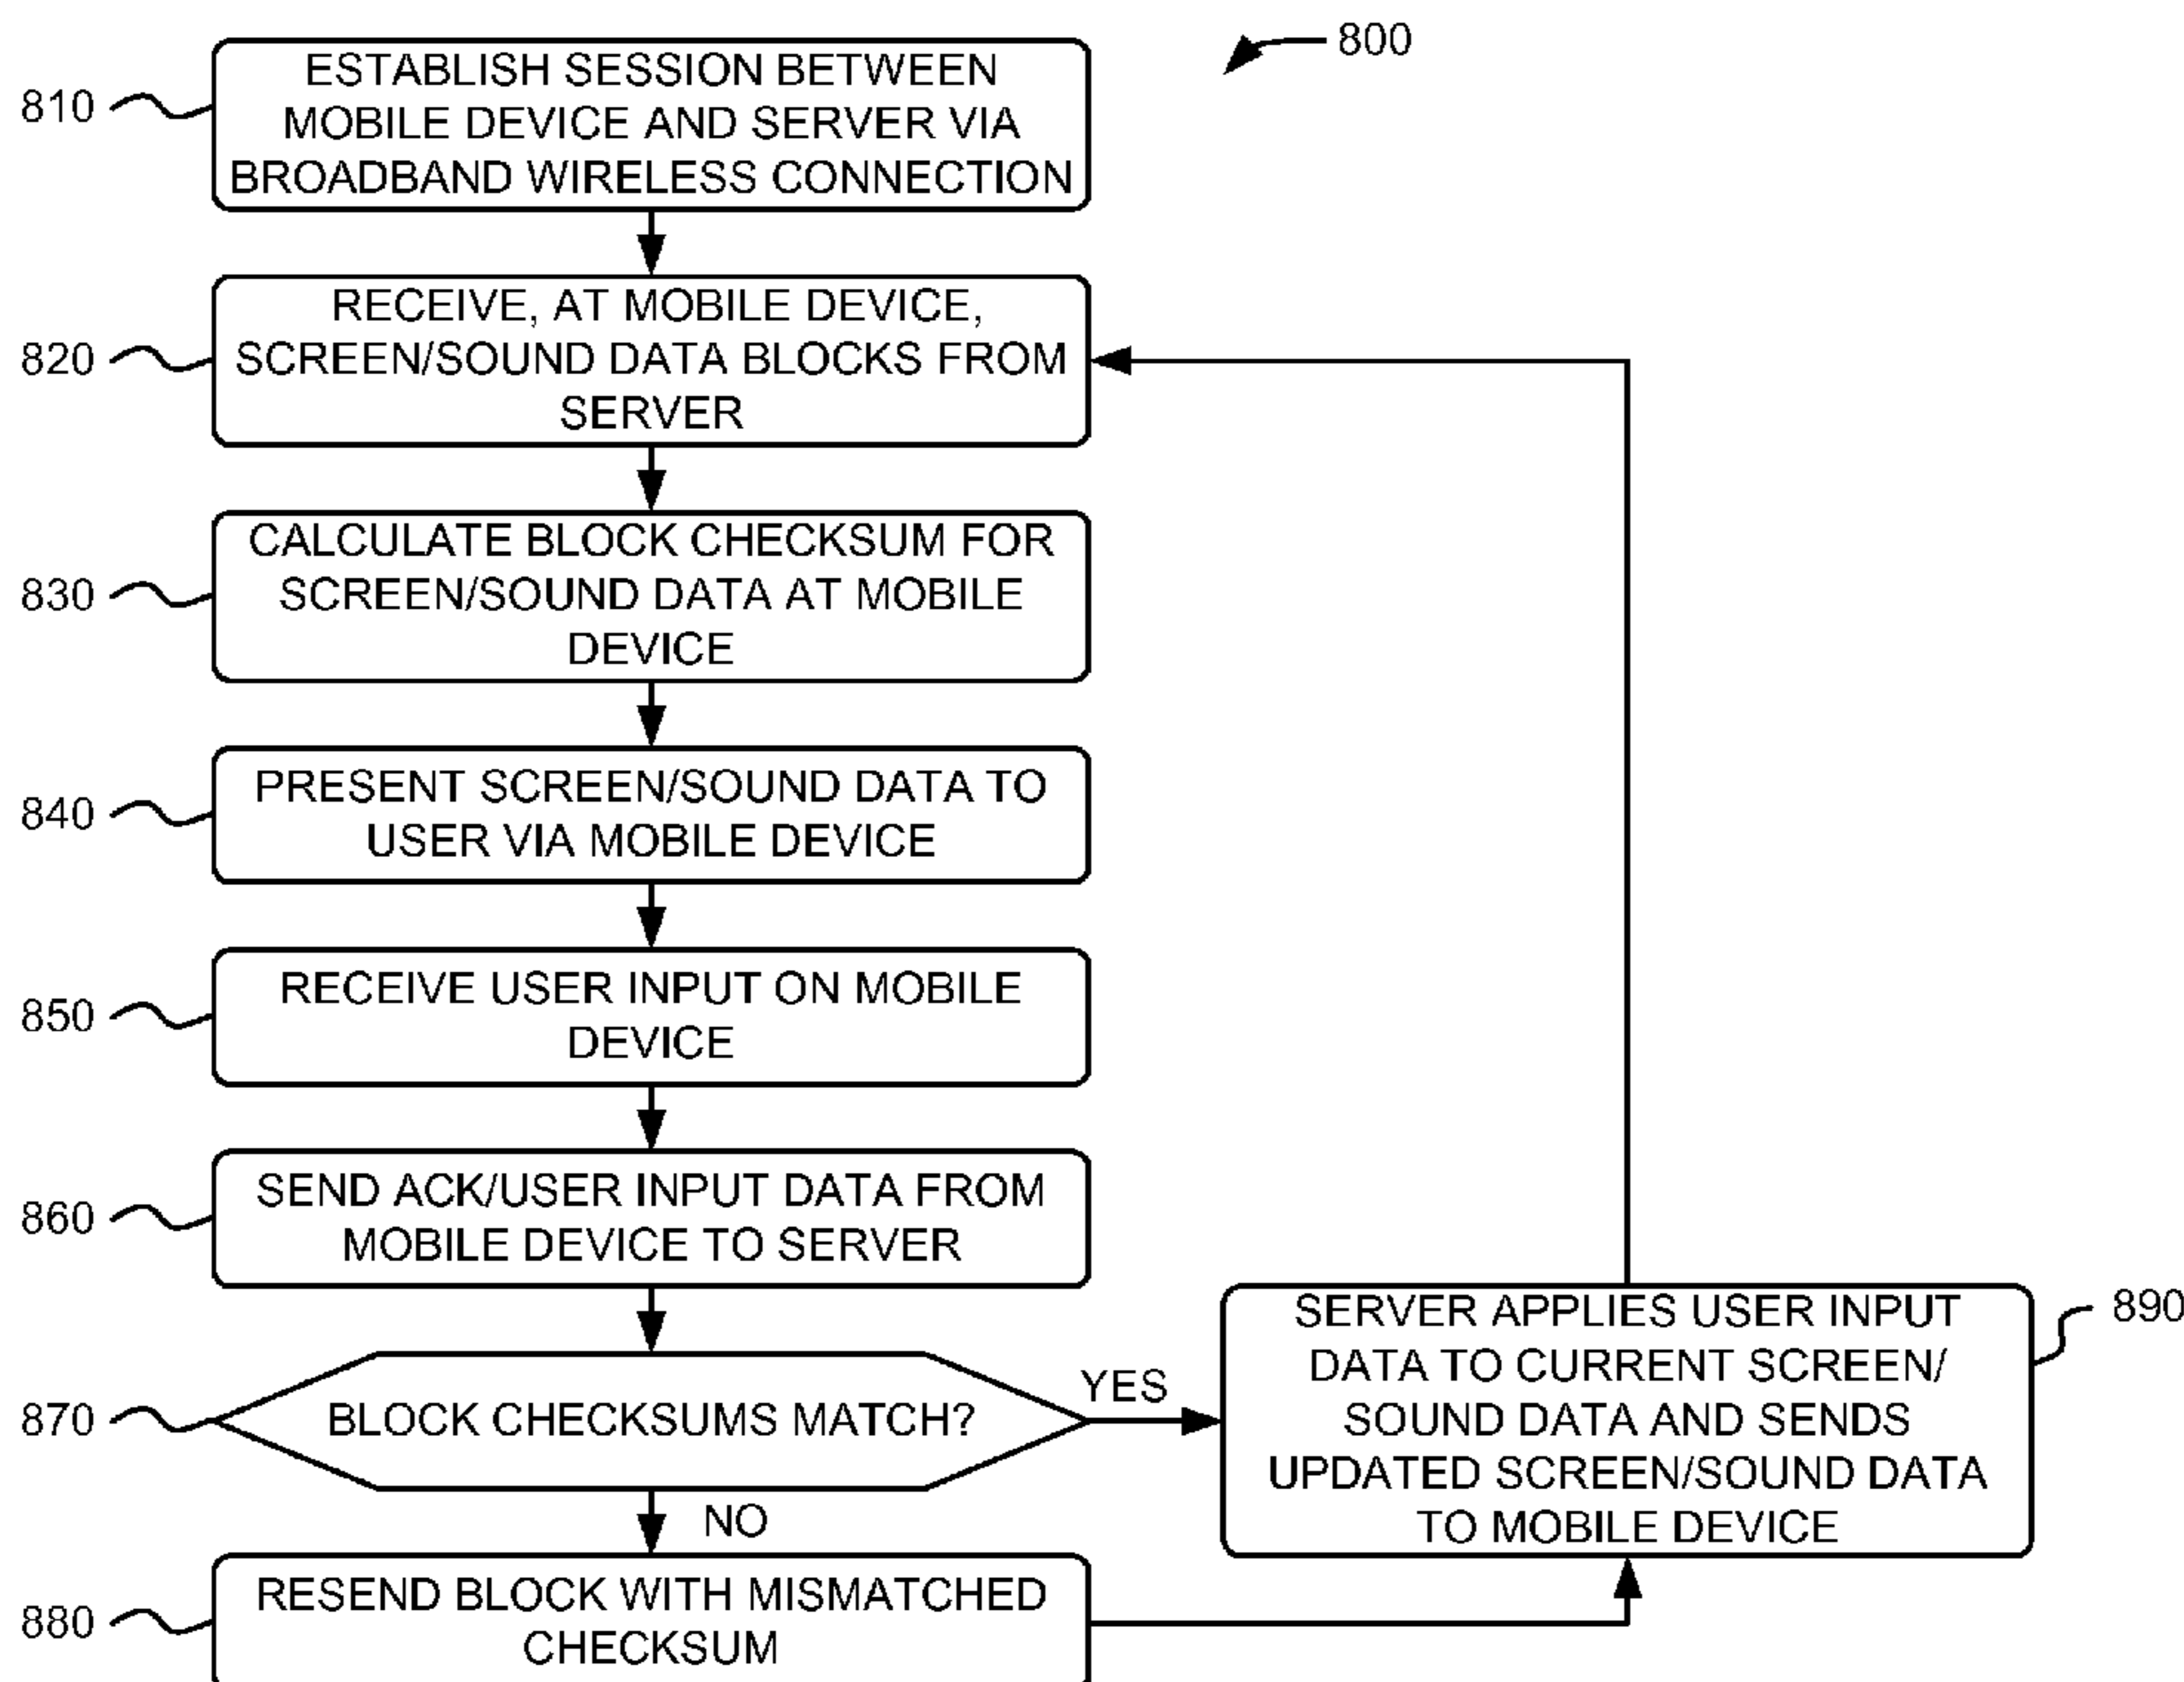 800
810
ESTABLISH SESSION BETWEEN
MOBILE DEVICE AND SERVER VIA
BROADBAND WIRELESS CONNECTION
820
RECEIVE, AT MOBILE DEVICE,
SCREEN/SOUND DATA BLOCKS FROM
SERVER
830
CALCULATE BLOCK CHECKSUM FOR
SCREEN/SOUND DATA AT MOBILE
DEVICE
840
PRESENT SCREEN/SOUND DATA TO
USER VIA MOBILE DEVICE
850
RECEIVE USER INPUT ON MOBILE
DEVICE
860
SEND ACK/USER INPUT DATA FROM
MOBILE DEVICE TO SERVER
870
BLOCK CHECKSUMS MATCH?
YES
NO
880
RESEND BLOCK WITH MISMATCHED
CHECKSUM
890
SERVER APPLIES USER INPUT
DATA TO CURRENT SCREEN/
SOUND DATA AND SENDS
UPDATED SCREEN/SOUND DATA
TO MOBILE DEVICE